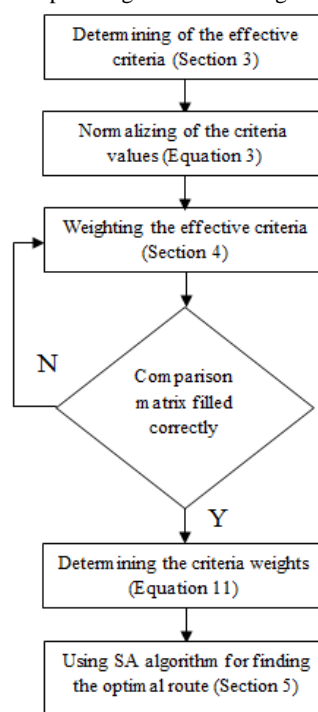 Determining of the effective
criteria (Section 3)
Normalizing of the criteria
values (Equation 3)
Weighting the effective criteria
(Section 4)
N
Comparison
matrix filled
correctly
Y
Determining the criteria weights
(Equation 11)
Using SA algorithm for finding
the optimal route (Section 5)